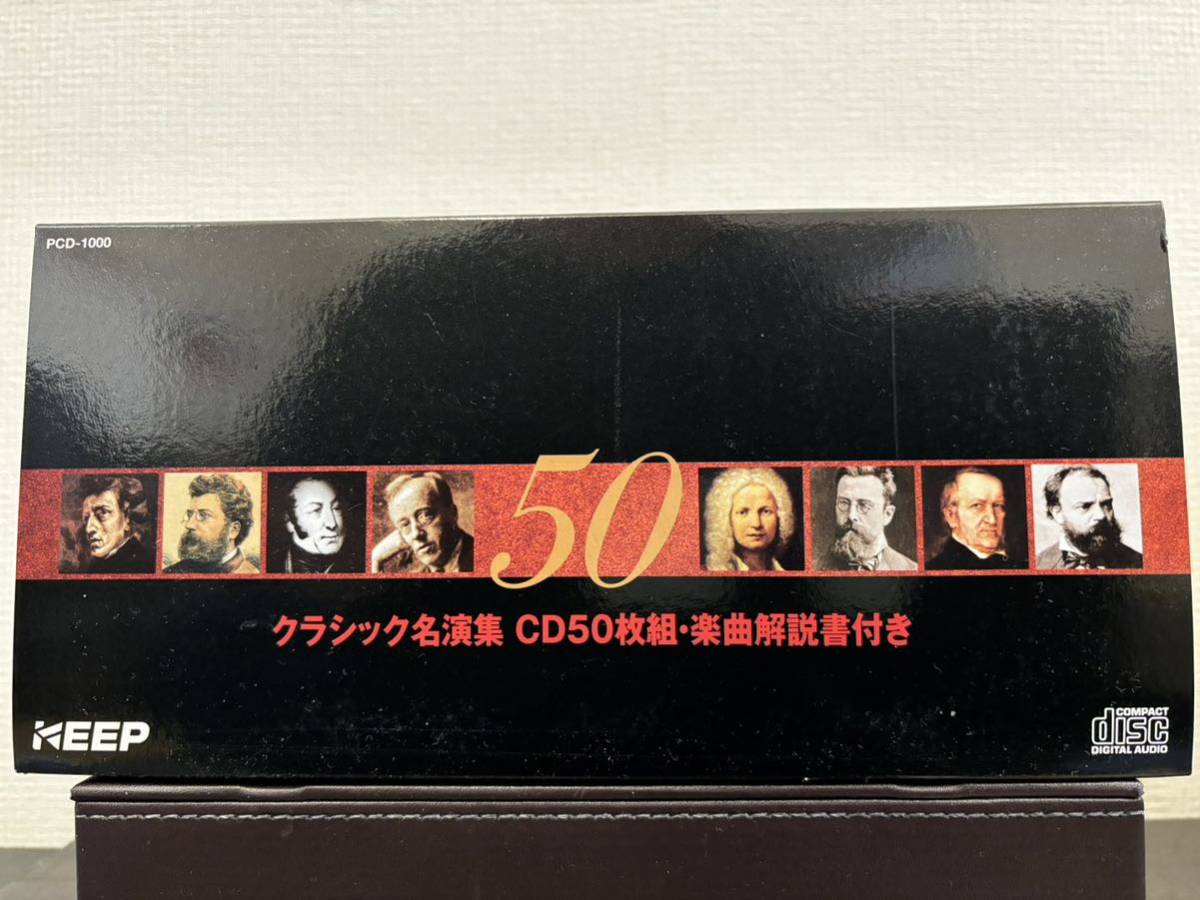 PCD-1000
50
クラシック名演集 CD50枚組・楽曲解説書付き
KEEP
COMPACT
disc
DIGITAL AUDIO